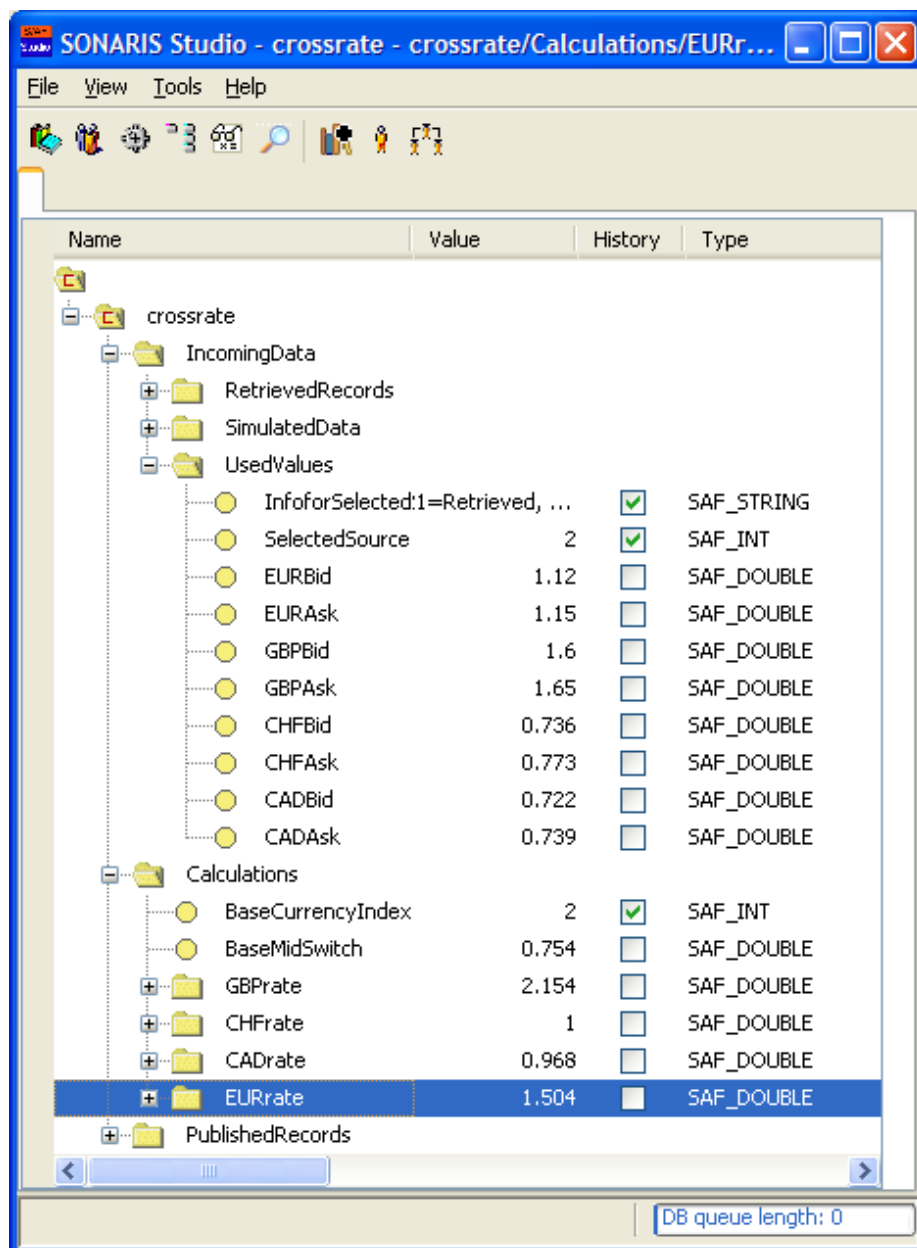 SONARIS Studio - crossrate - crossrate/Calculations/EURr...
File View Tools Help
Name Value History Type
crossrate
IncomingData
RetrievedRecords
SimulatedData
UsedValues
InfoforSelected:1=Retrieved, ... SAF_STRING
SelectedSource 2 SAF_INT
EURBid 1.12 SAF_DOUBLE
EURAsk 1.15 SAF_DOUBLE
GBPBid 1.6 SAF_DOUBLE
GBPAsk 1.65 SAF_DOUBLE
CHFBid 0.736 SAF_DOUBLE
CHFAsk 0.773 SAF_DOUBLE
CADBid 0.722 SAF_DOUBLE
CADAsk 0.739 SAF_DOUBLE
Calculations
BaseCurrencyIndex 2 SAF_INT
BaseMidSwitch 0.754 SAF_DOUBLE
GBPrate 2.154 SAF_DOUBLE
CHFrate 1 SAF_DOUBLE
CADrate 0.968 SAF_DOUBLE
EURrate 1.504 SAF_DOUBLE
PublishedRecords
DB queue length: 0